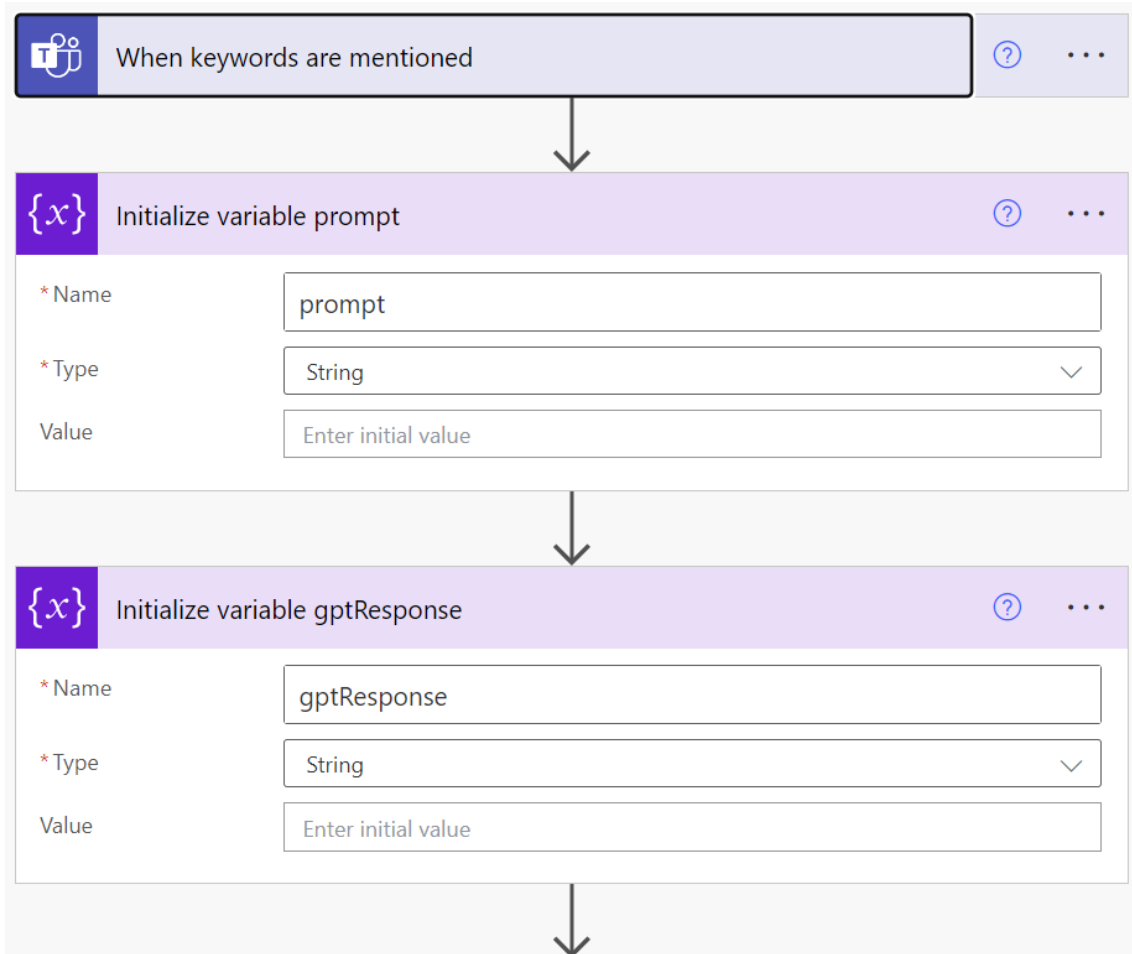 When keywords are mentioned
{x} Initialize variable prompt
* Name prompt
* Type String
Value Enter initial value
{x} Initialize variable gptResponse
* Name gptResponse
* Type String
Value Enter initial value